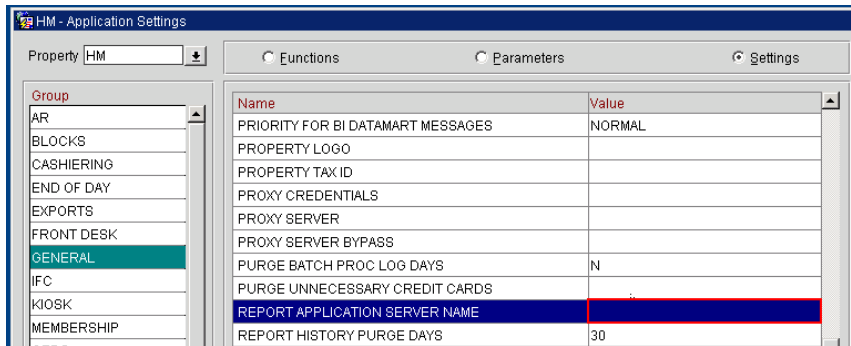 HM - Application Settings
Property HM
Functions
Parameters
Settings
Group
AR
BLOCKS
CASHIERING
END OF DAY
EXPORTS
FRONT DESK
GENERAL
IFC
KIOSK
MEMBERSHIP
Name Value
PRIORITY FOR BI DATAMART MESSAGES NORMAL
PROPERTY LOGO
PROPERTY TAX ID
PROXY CREDENTIALS
PROXY SERVER
PROXY SERVER BYPASS
PURGE BATCH PROC LOG DAYS N
PURGE UNNECESSARY CREDIT CARDS
REPORT APPLICATION SERVER NAME
REPORT HISTORY PURGE DAYS 30